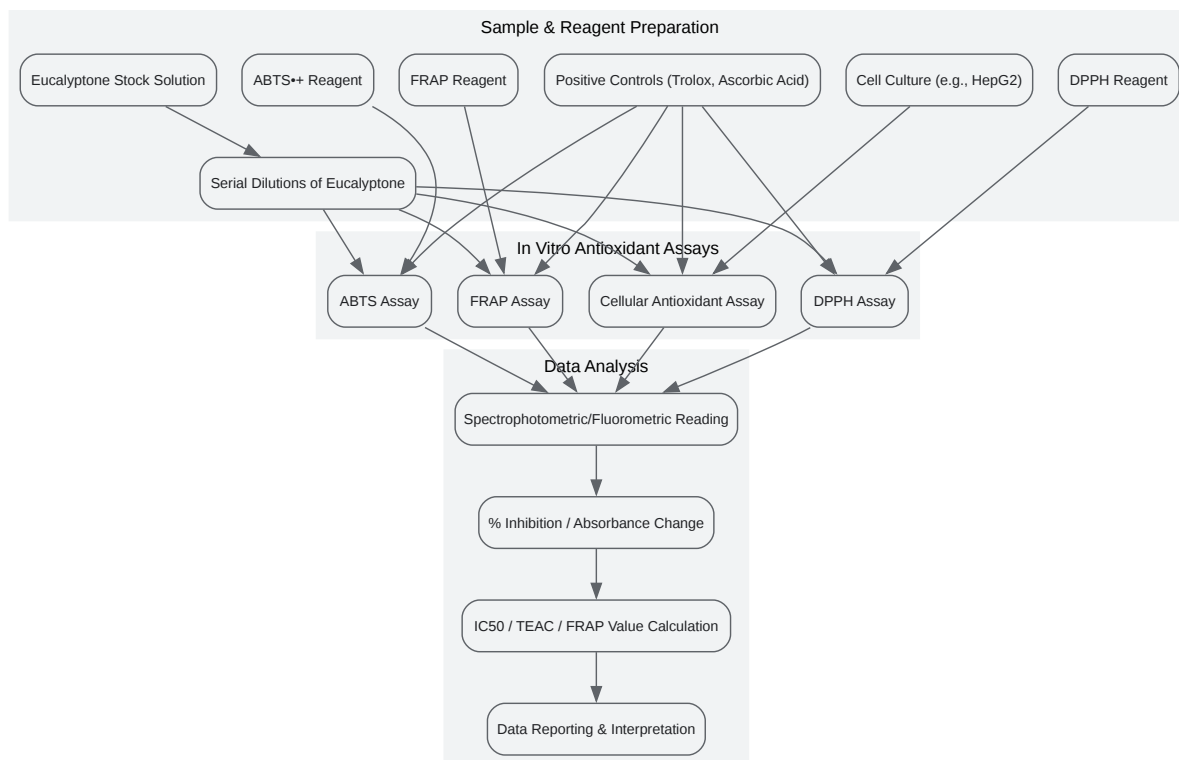 Sample & Reagent Preparation
Eucalyptone Stock Solution
ABTS•+ Reagent
FRAP Reagent
Positive Controls (Trolox, Ascorbic Acid)
Cell Culture (e.g., HepG2)
DPPH Reagent
Serial Dilutions of Eucalyptone
In Vitro Antioxidant Assays
ABTS Assay
FRAP Assay
Cellular Antioxidant Assay
DPPH Assay
Data Analysis
Spectrophotometric/Fluorometric Reading
% Inhibition / Absorbance Change
IC50 / TEAC / FRAP Value Calculation
Data Reporting & Interpretation